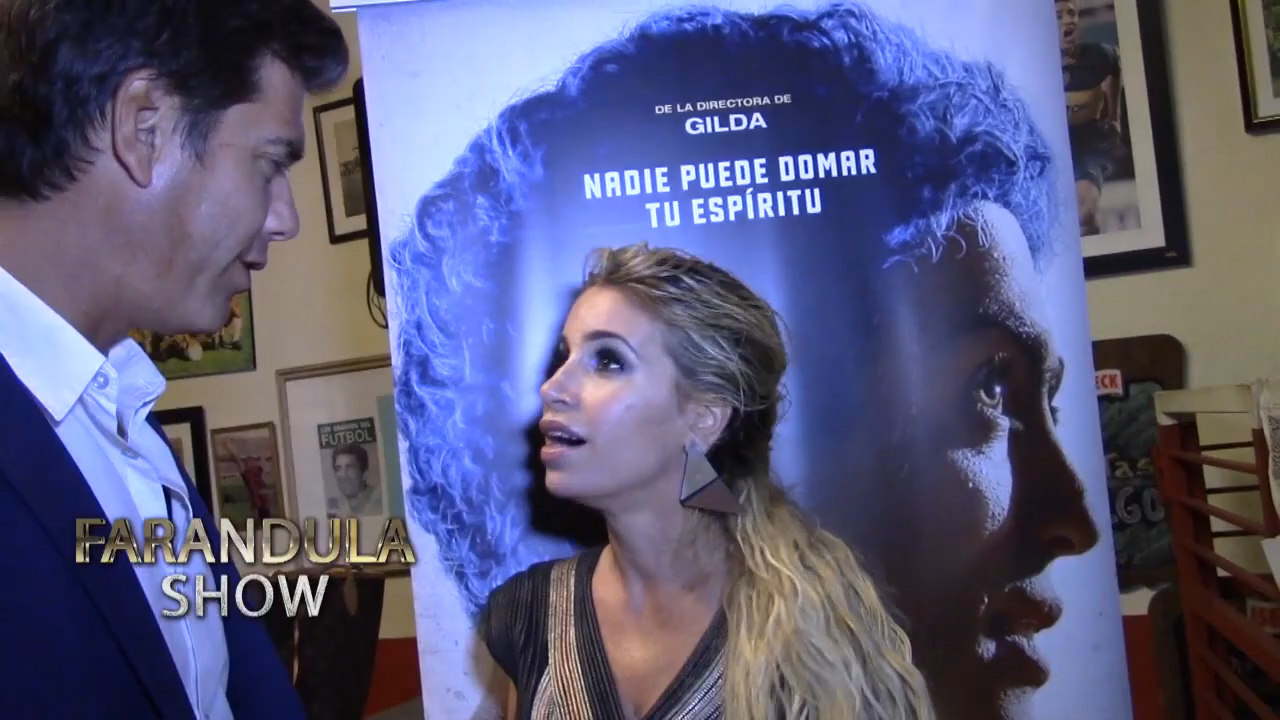 DE LA DIRECTORA DE
GILDA
NADIE PUEDE DOMAR
TU ESPÍRITU
FUTBOL
FARANDULA
SHOW